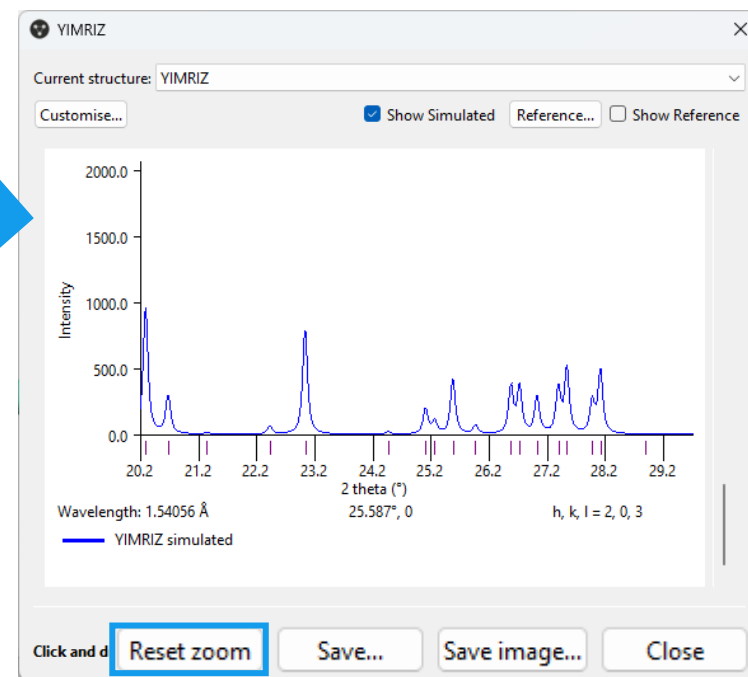 YIMRIZ
Current structure: YIMRIZ
Customise... Show Simulated Reference... Show Reference
2000.0
1500.0
1000.0
500.0
0.0
Intensity
20.2 21.2 22.2 23.2 24.2 25.2 26.2 27.2 28.2 29.2
2 theta (°)
Wavelength: 1.54056 Å 25.587°, 0 h, k, l = 2, 0, 3
YIMRIZ simulated
Click and d Reset zoom Save... Save image... Close